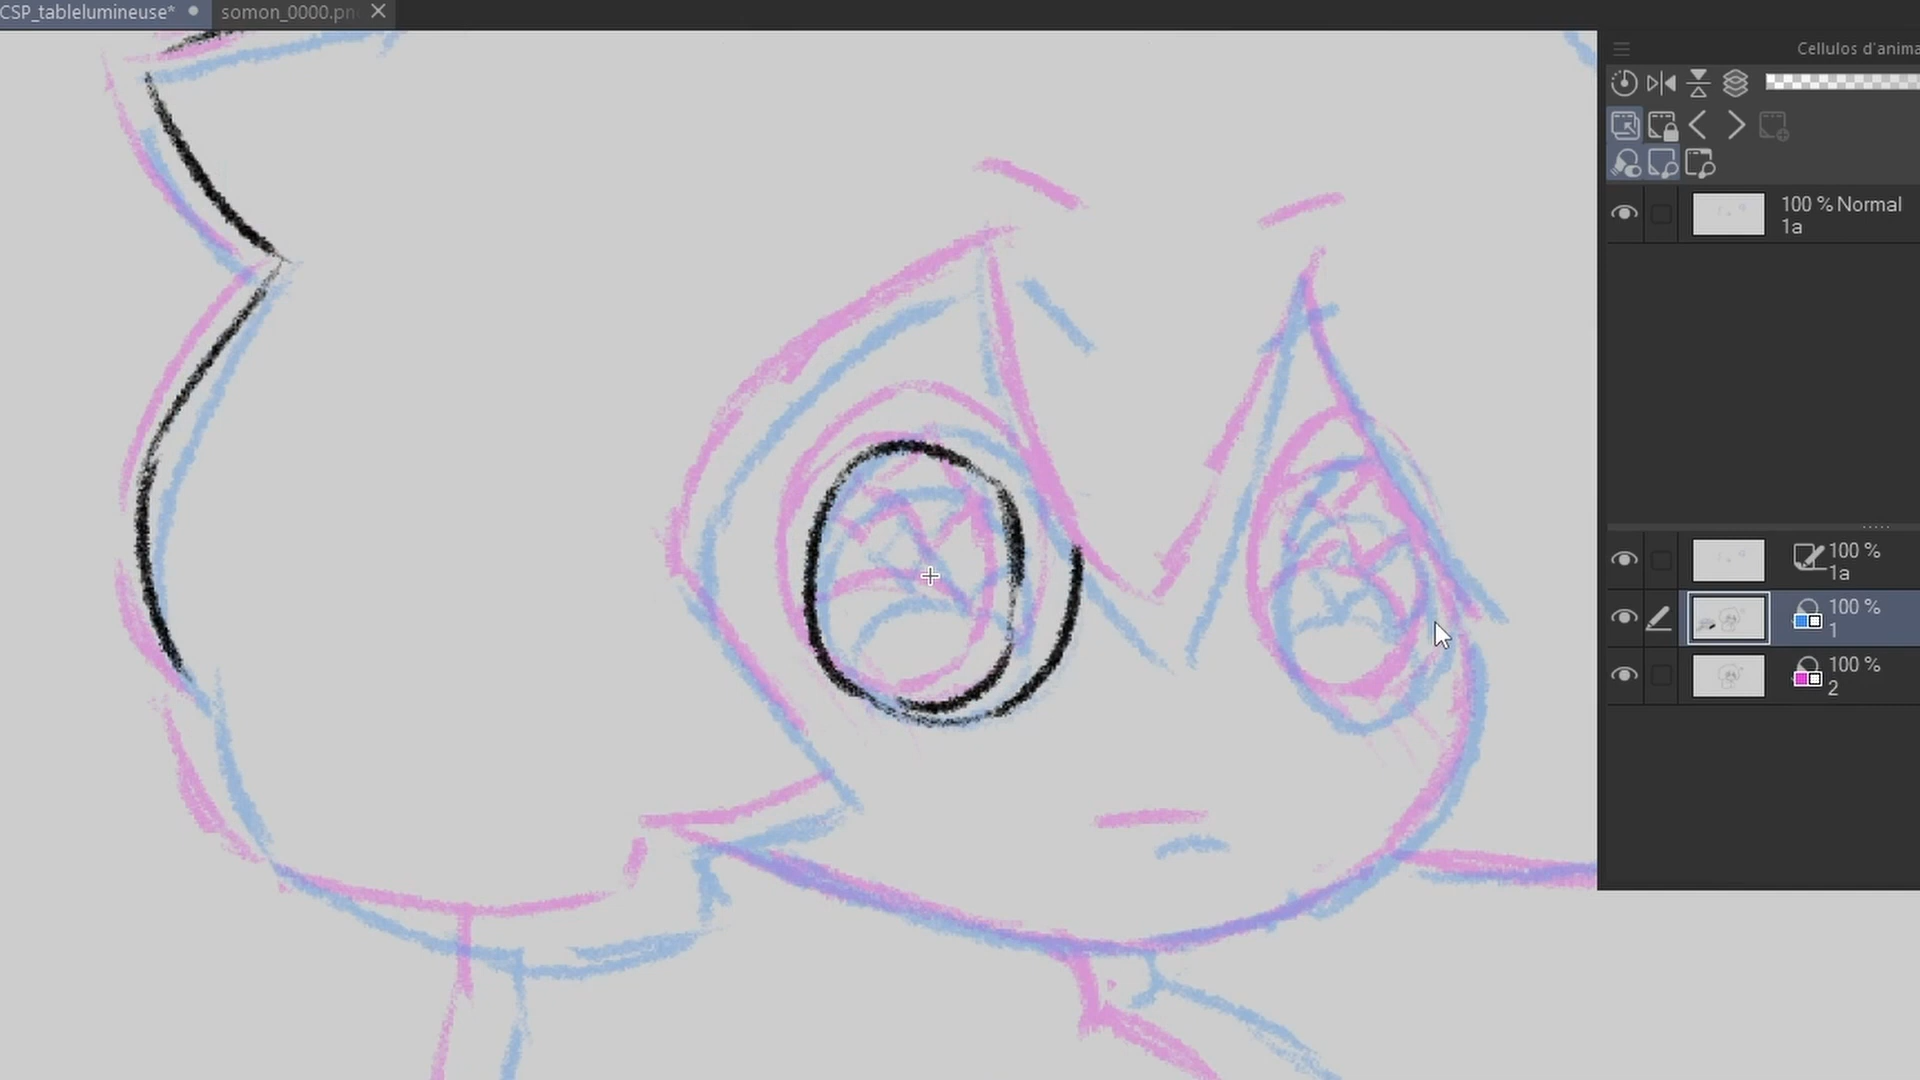 CSP_tablelumineuse*
somon_0000.pn
Cellulos d'anima
100 % Normal
1a
100 %
1a
100 %
1
100 %
2